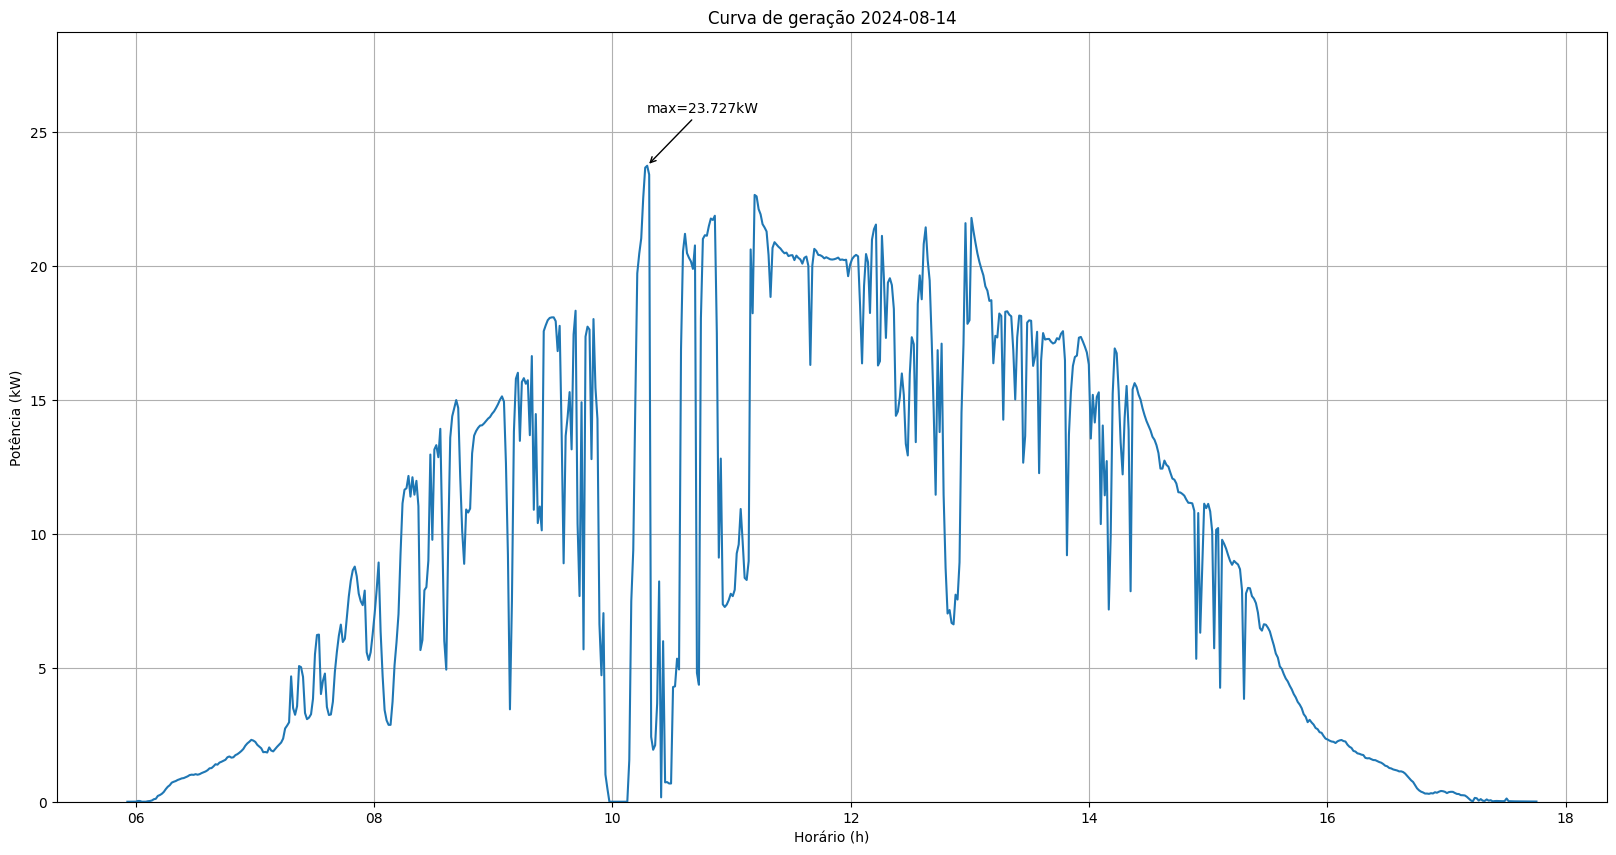 Curva de geração 2024-08-14
max=23.727kW
Potência (kW)
25
20
15
10
5
0
06 08 10 12 14 16 18
Horário (h)